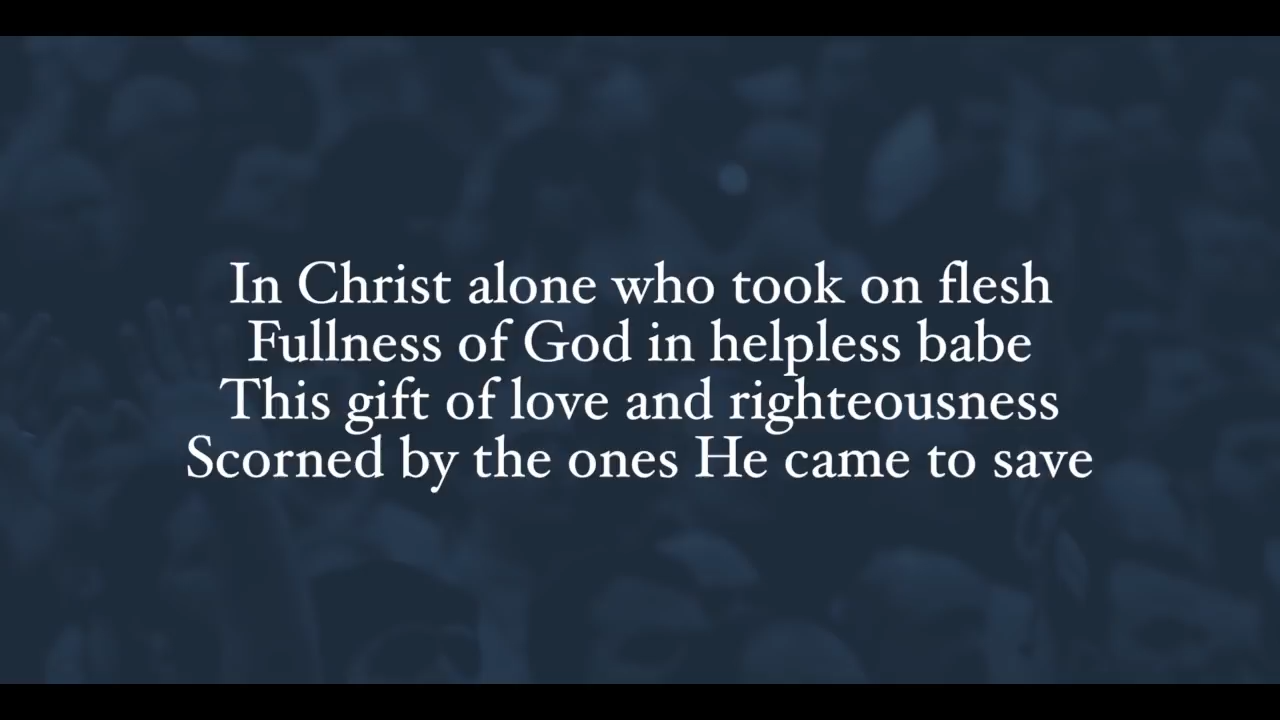 In Christ alone who took on flesh
Fullness of God in helpless babe
This gift of love and righteousness
Scorned by the ones He came to save